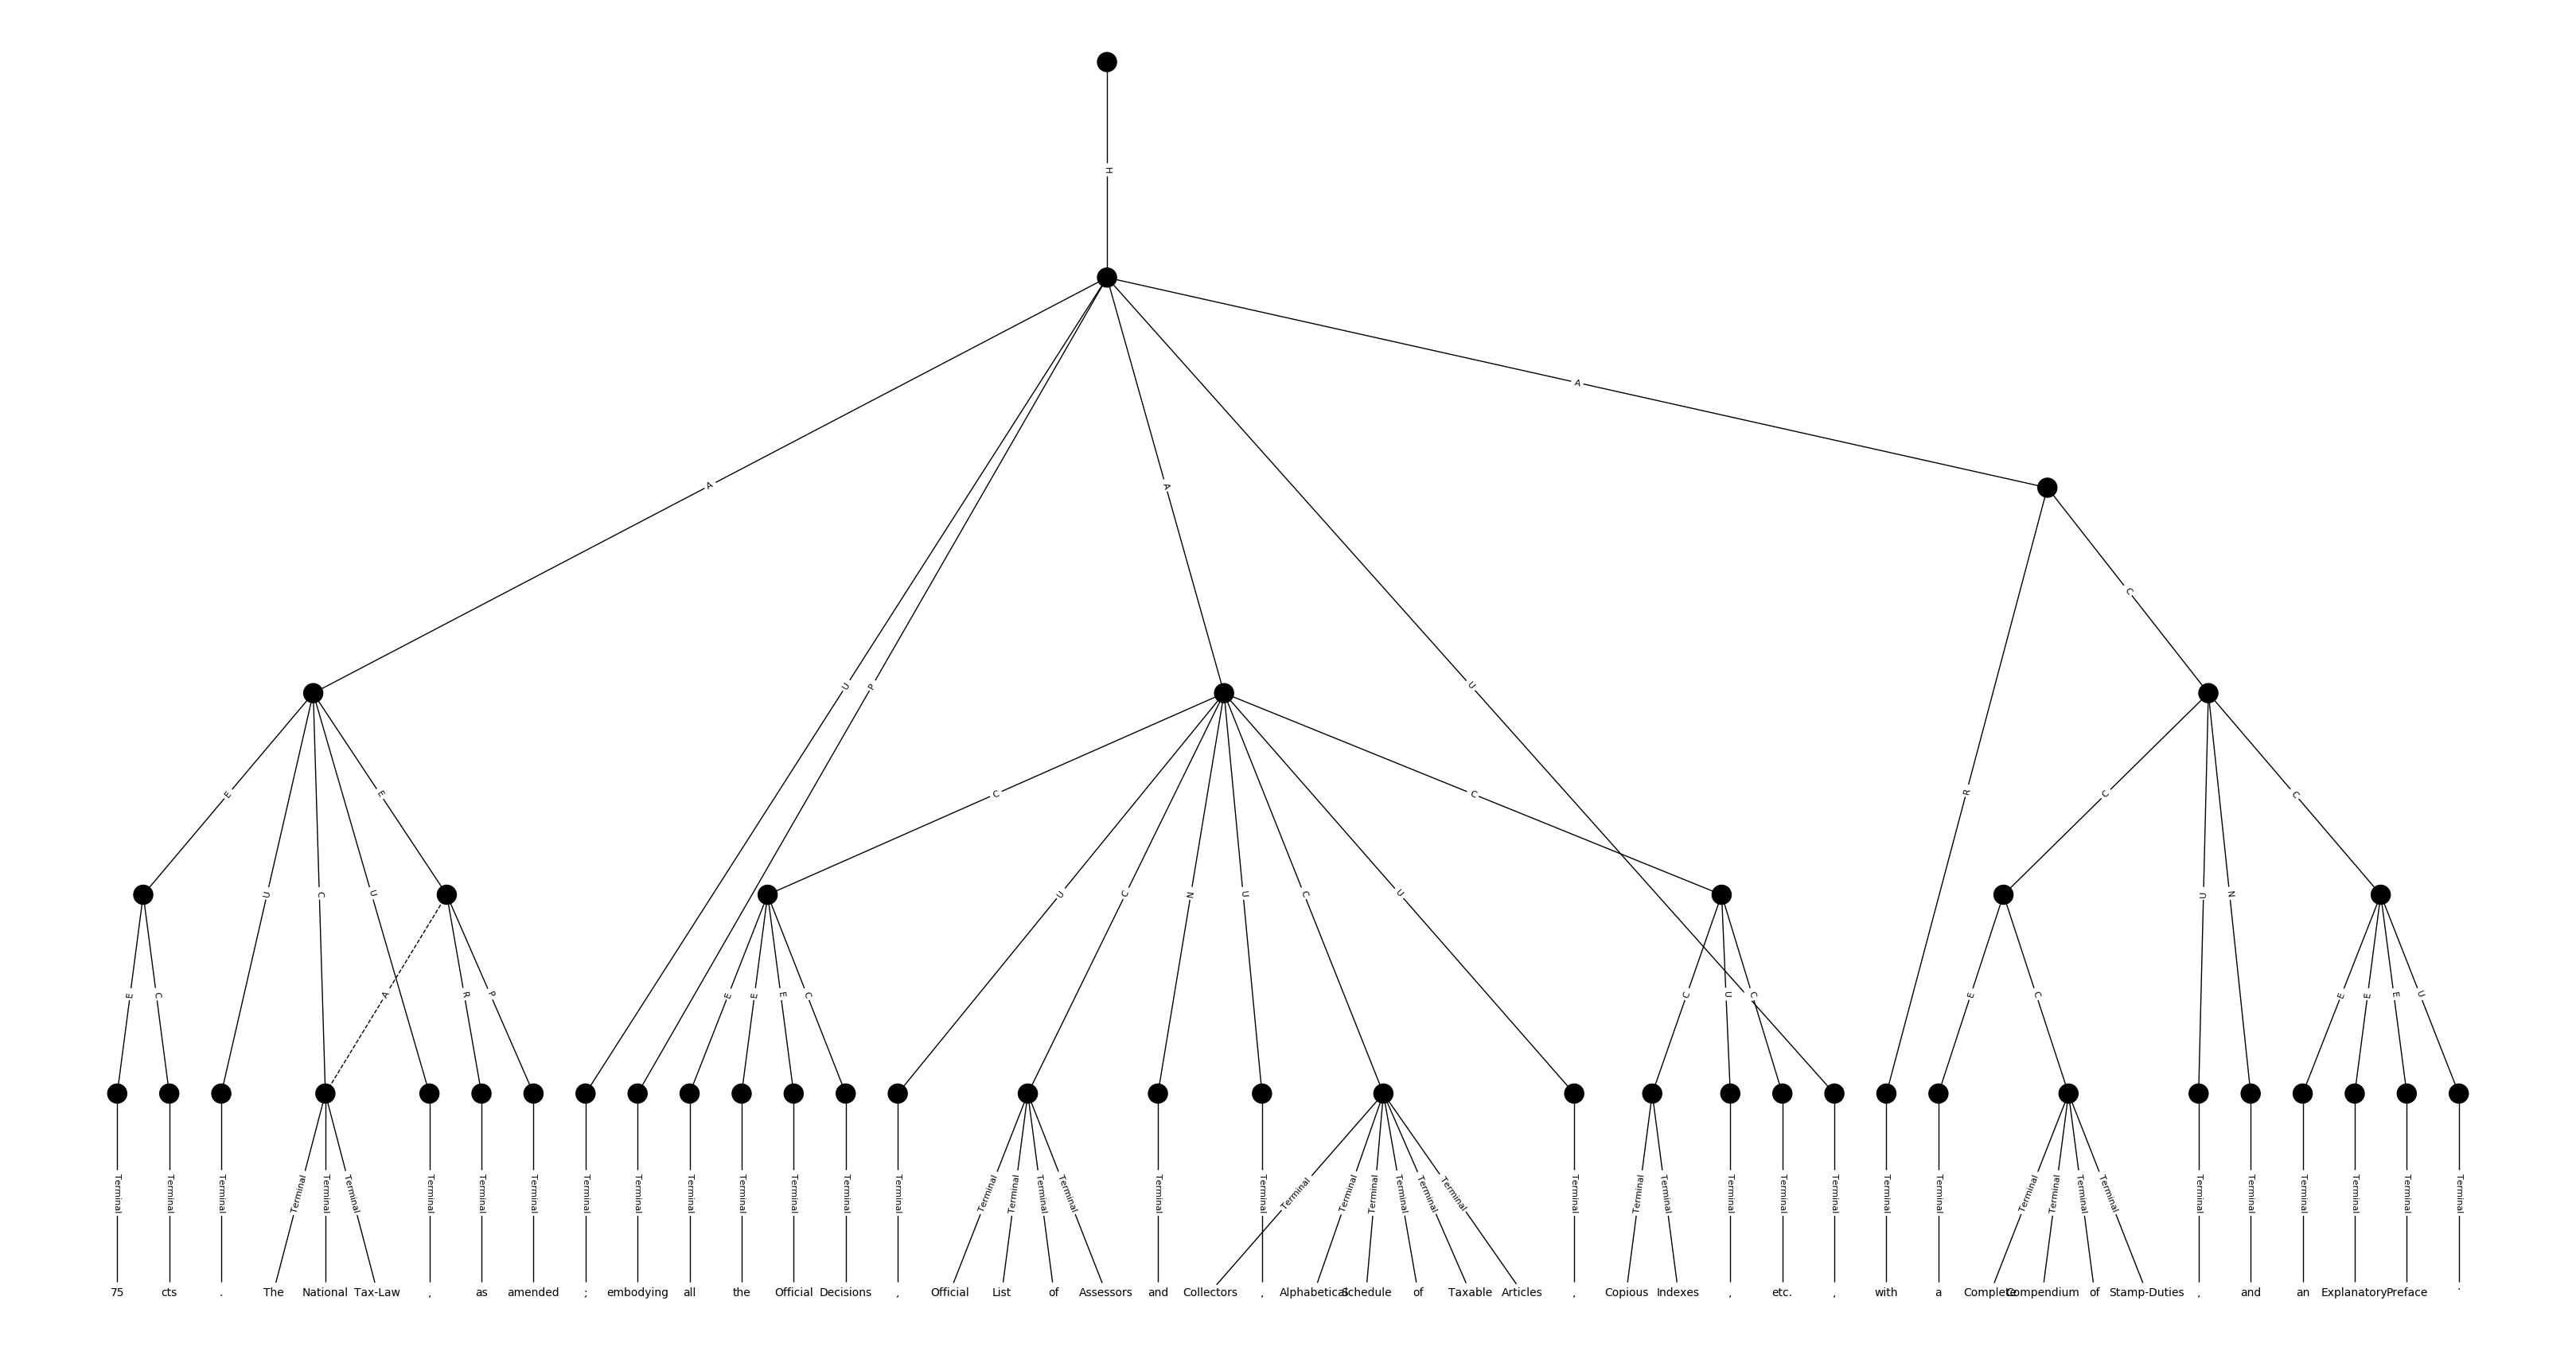 H
A
A
C
A
U
P
U
E
E
C
C
R
C
C
U
C
U
E
U
C
N
U
C
U
U
N
E
C
A
R
P
E
E
E
C
C
U
C
E
C
E
E
E
U
Terminal Terminal Terminal Terminal Terminal Terminal Terminal Terminal Terminal Terminal Terminal Terminal Terminal Terminal Terminal Terminal Terminal Terminal Terminal Terminal Terminal Terminal Terminal Terminal Terminal Terminal Terminal Terminal Terminal Terminal Terminal Terminal Terminal Terminal Terminal Terminal Terminal Terminal Terminal Terminal Terminal Terminal Terminal Terminal Terminal Terminal
75 cts . The National Tax-Law , as amended ; embodying all the Official Decisions , Official List of Assessors and Collectors , Alphabetical Schedule of Taxable Articles , Copious Indexes , etc. , with a Complete Compendium of Stamp-Duties , and an Explanatory Preface .